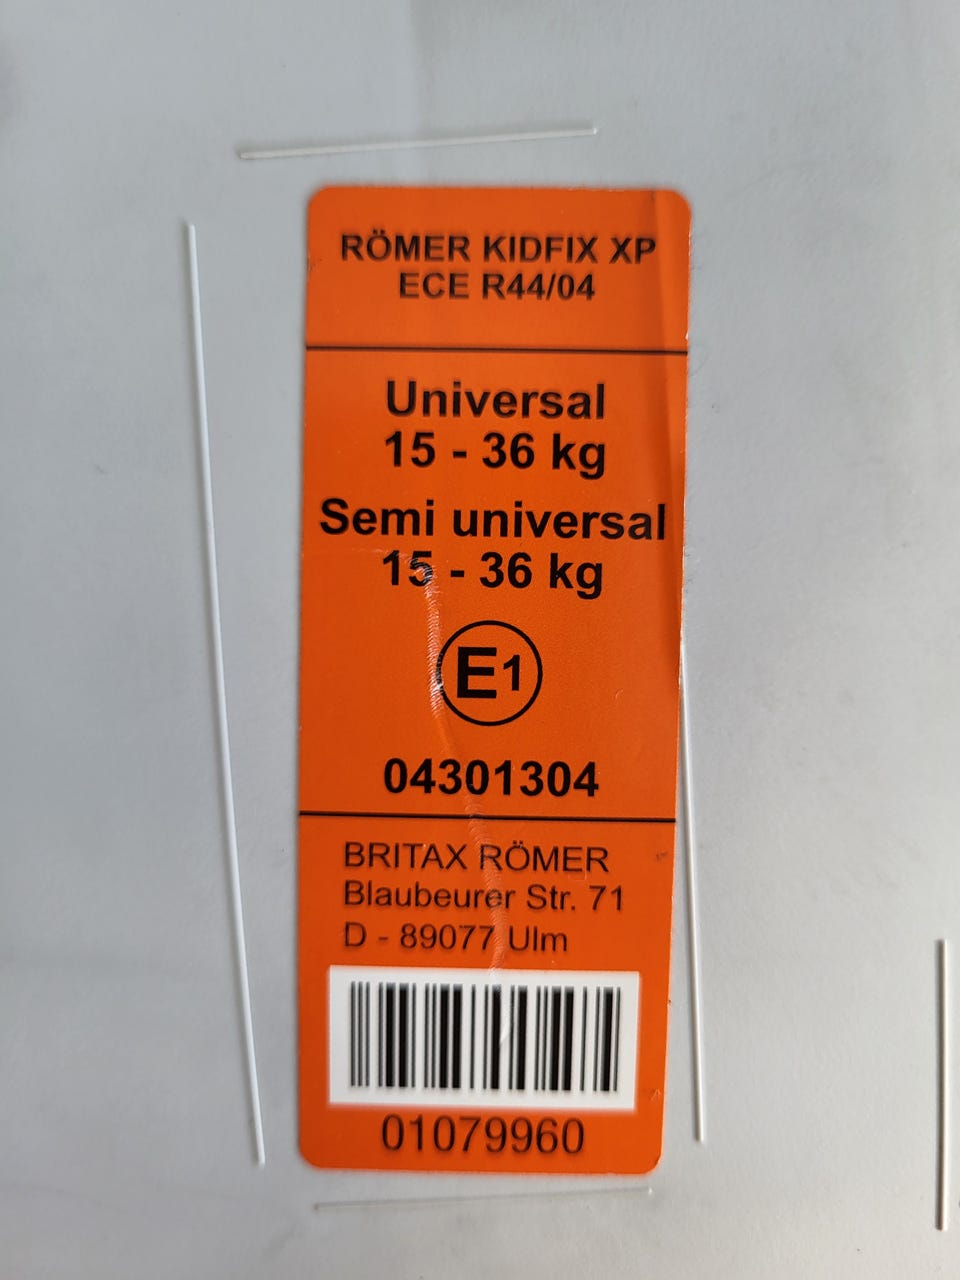 RÖMER KIDFIX XP
ECE R44/04
Universal
15 - 36 kg
Semi universal
15 - 36 kg
E1
04301304
BRITAX RÖMER
Blaubeurer Str. 71
D - 89077 Ulm
01079960